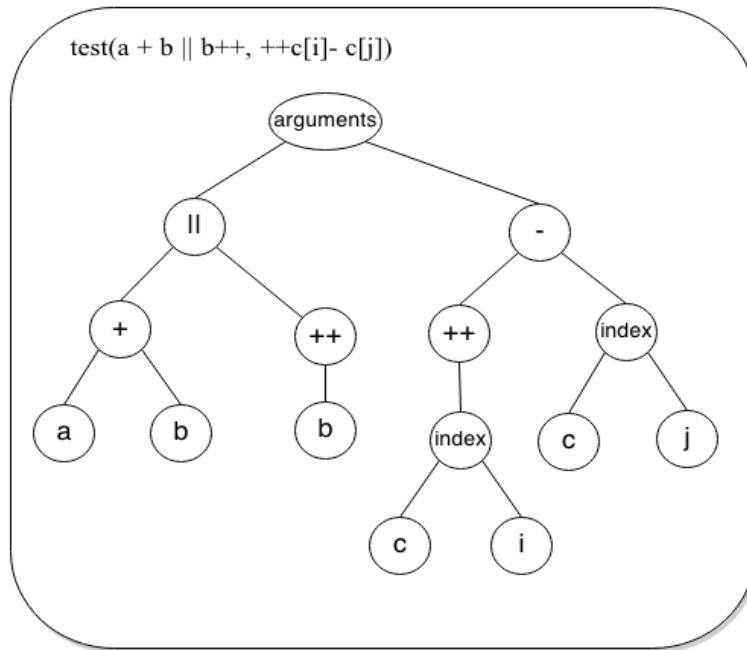 test(a + b || b++, ++c[i]- c[j])
arguments
||
-
+
++
++
index
a
b
b
index
c
j
c
i